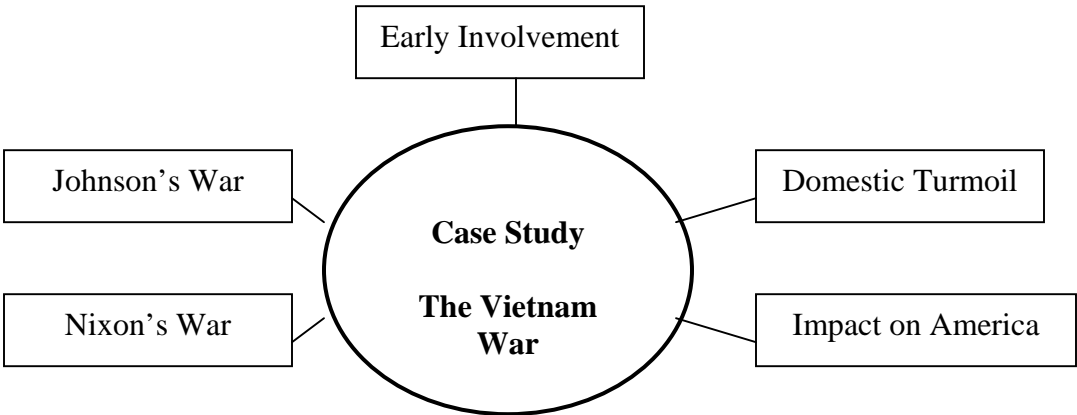 Early Involvement
Johnson’s War
Domestic Turmoil
Case Study
The Vietnam
War
Nixon’s War
Impact on America